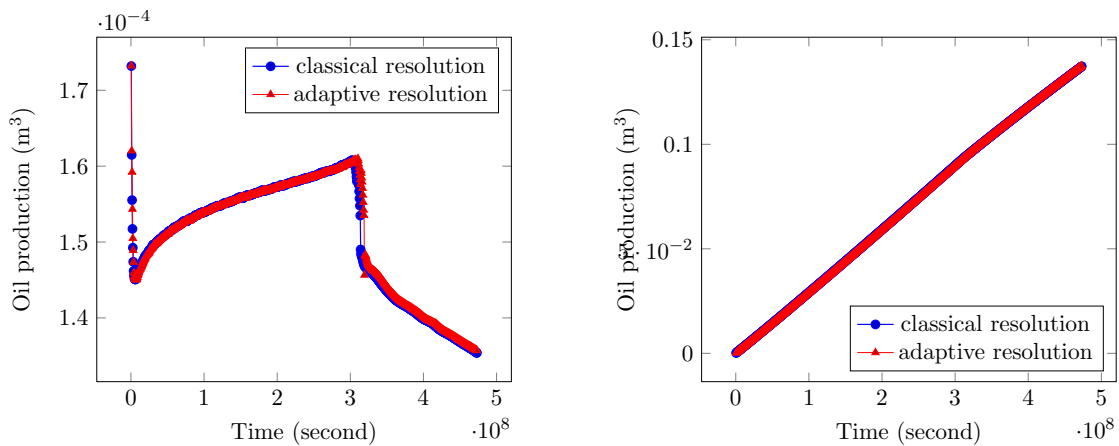 ·10⁻⁴
1.7
1.6
1.5
1.4
Oil production (m³)
classical resolution
adaptive resolution
0 1 2 3 4 5
·10⁸
Time (second)
0.15
0.1
5 · 10⁻²
0
Oil production (m³)
classical resolution
adaptive resolution
0 1 2 3 4 5
·10⁸
Time (second)